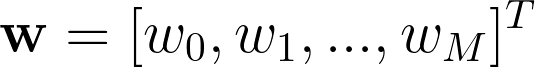 w = [w_0, w_1, ..., w_M]^T